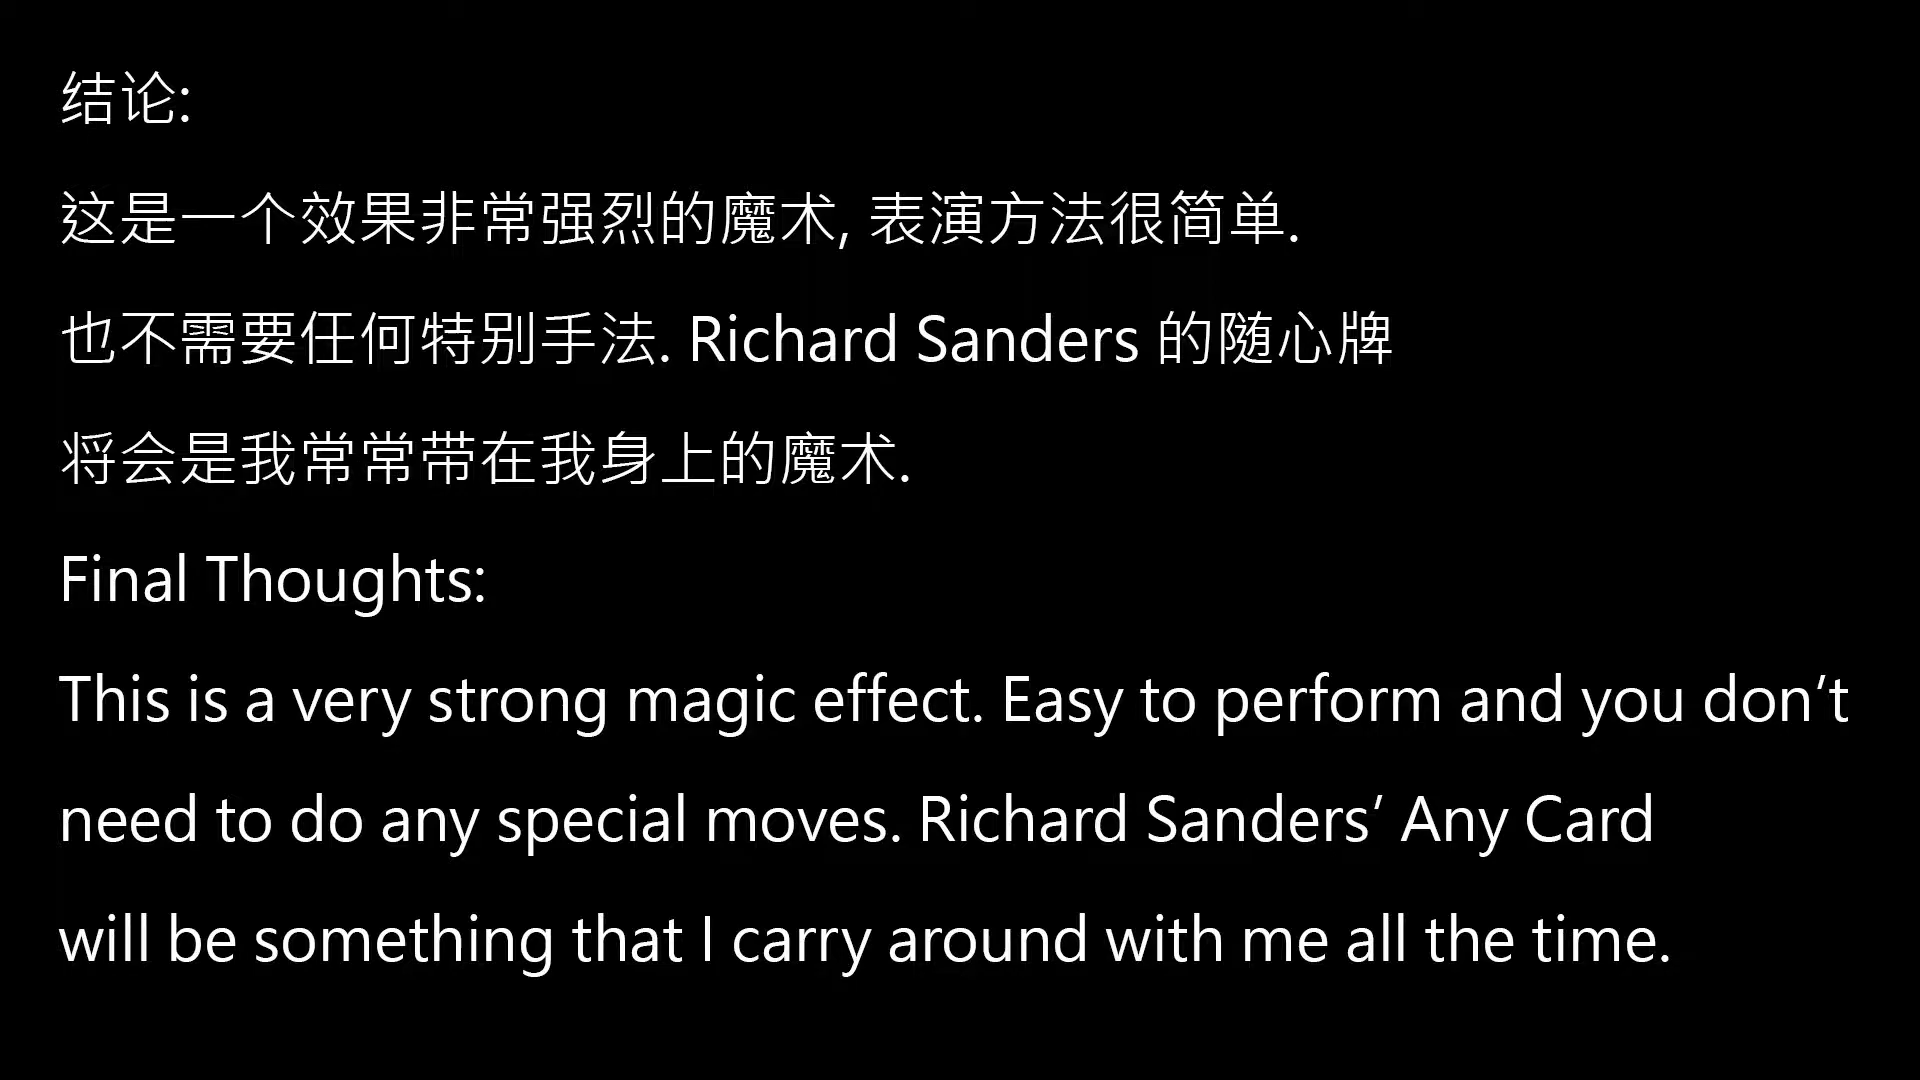 结论:
这是一个效果非常强烈的魔术, 表演方法很简单.
也不需要任何特别手法. Richard Sanders 的随心牌
将会是我常常带在我身上的魔术.
Final Thoughts:
This is a very strong magic effect. Easy to perform and you don’t
need to do any special moves. Richard Sanders’ Any Card
will be something that I carry around with me all the time.